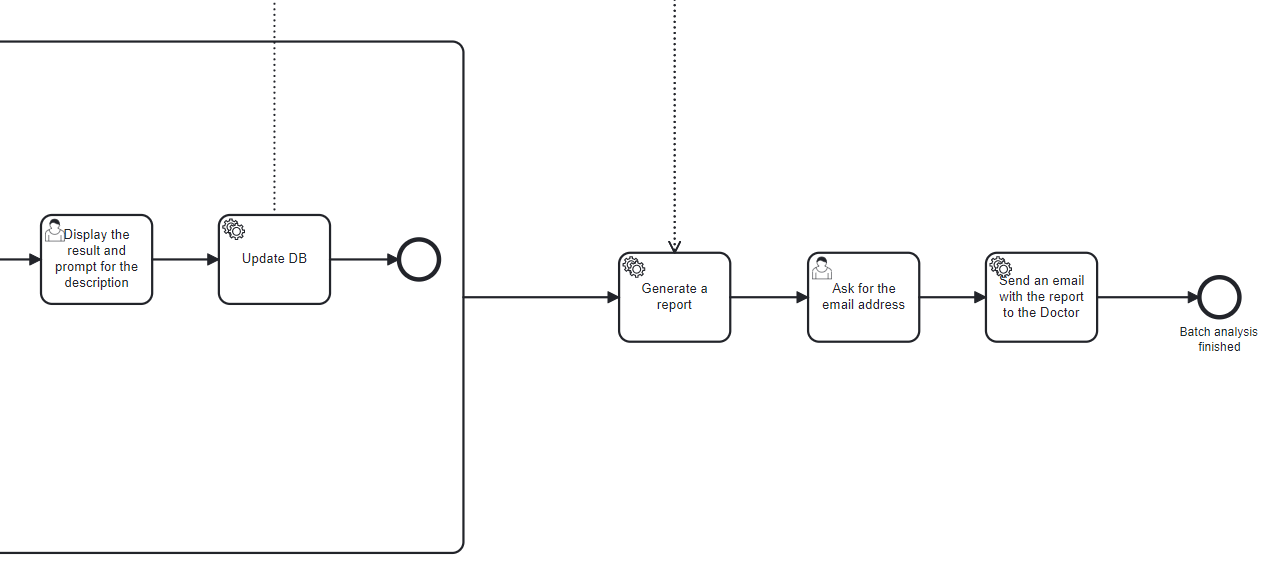 Display the
result and
prompt for the
description
Update DB
Generate a
report
Ask for the
email address
Send an email
with the report
to the Doctor
Batch analysis
finished